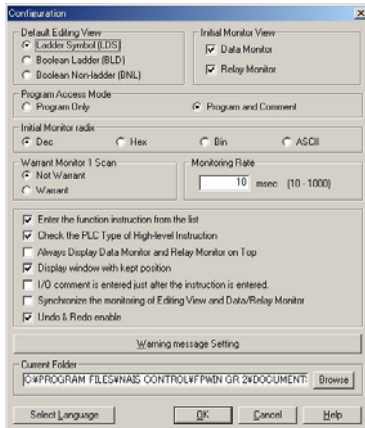 Configuration
Default Editing View
Ladder Symbol (LDS)
Boolean Ladder (BLD)
Boolean Non-ladder (BNL)
Initial Monitor View
Data Monitor
Relay Monitor
Program Access Mode
Program Only
Program and Comment
Initial Monitor radix
Dec
Hex
Bin
ASCII
Warrant Monitor 1 Scan
Not Warrant
Warrant
Monitoring Rate
10 msec (10 - 1000)
Enter the function instruction from the list
Check the PLC Type of High-level Instruction
Always Display Data Monitor and Relay Monitor on Top
Display window with kept position
I/O comment is entered just after the instruction is entered.
Synchronize the monitoring of Editing View and Data/Relay Monitor
Undo & Redo enable
Warning message Setting
Current Folder
C:¥PROGRAM FILES¥NAIS CONTROL¥FPWIN GR 2¥DOCUMENT:
Browse
Select Language
OK
Cancel
Help